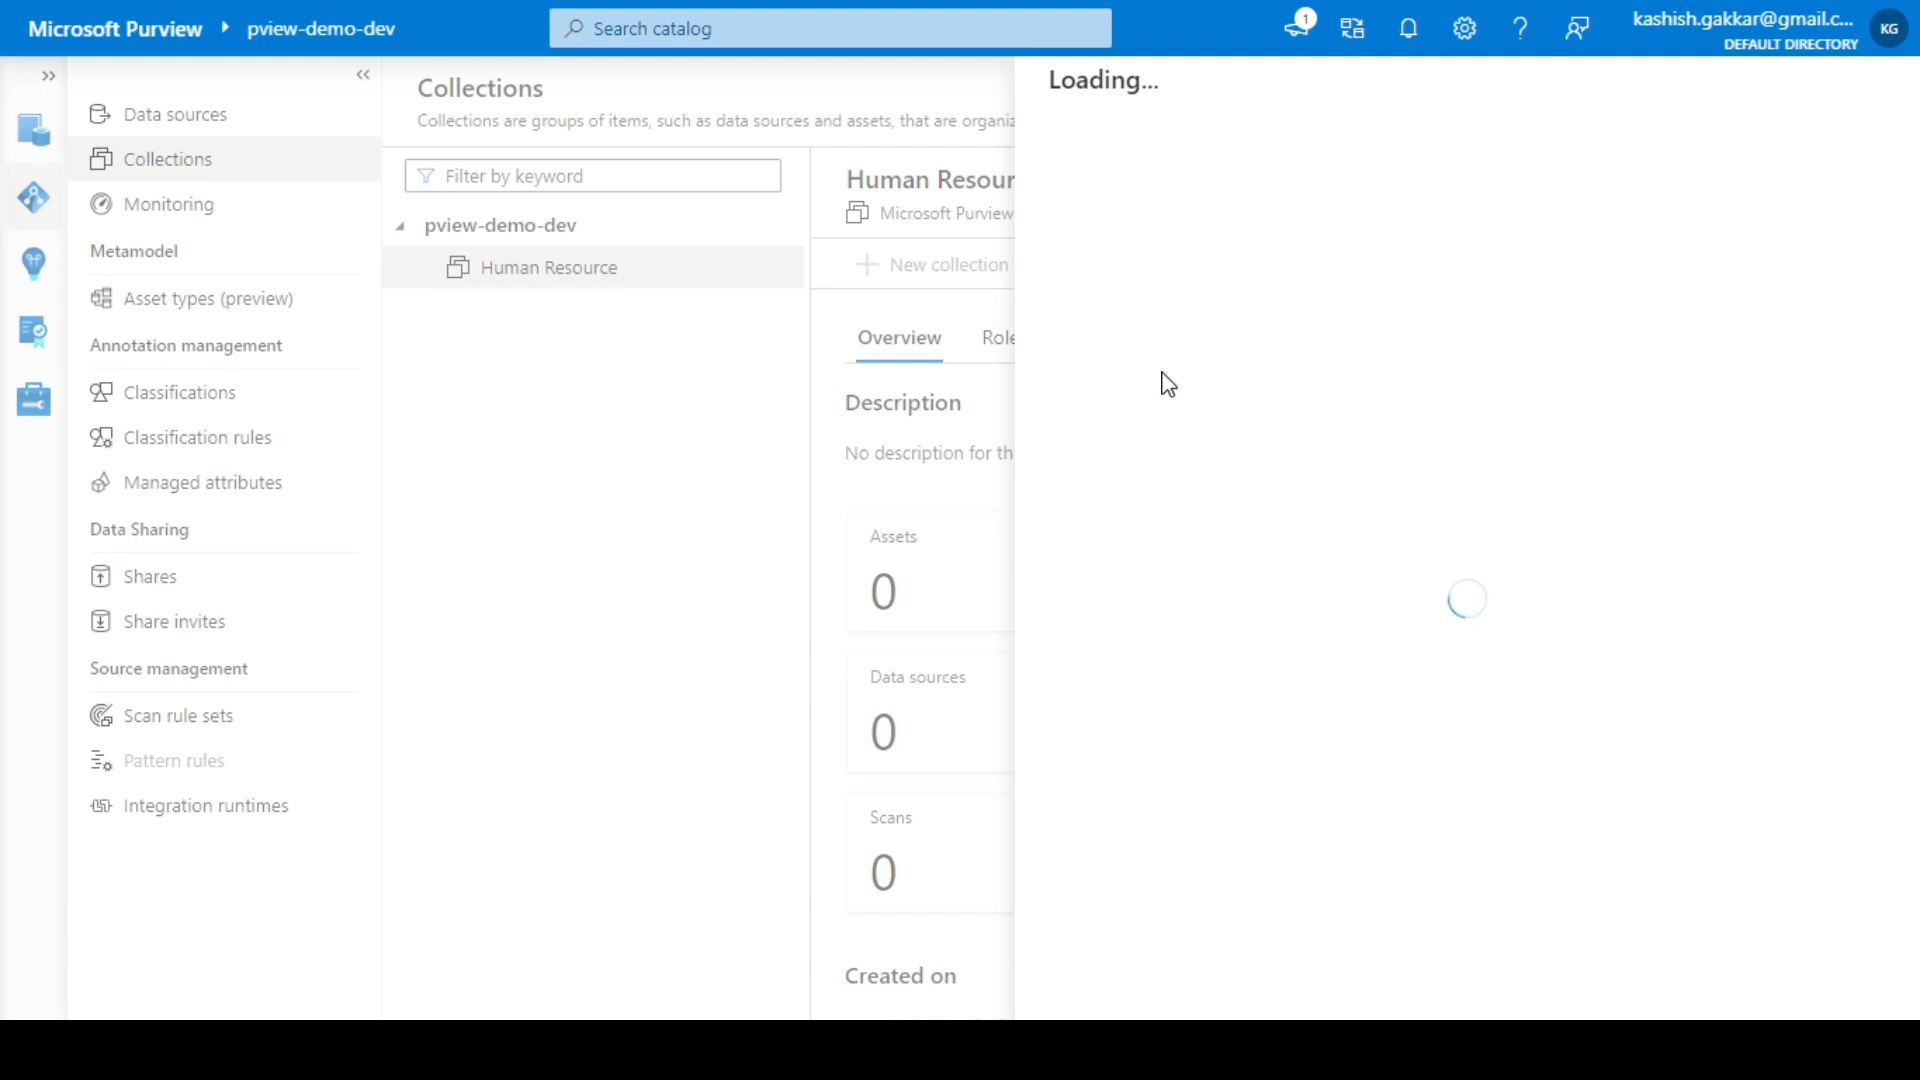 Microsoft Purview
pview-demo-dev
Search catalog
1
kashish.gakkar@gmail.c...
DEFAULT DIRECTORY
KG
Data sources
Collections
Monitoring
Metamodel
Asset types (preview)
Annotation management
Classifications
Classification rules
Managed attributes
Data Sharing
Shares
Share invites
Source management
Scan rule sets
Pattern rules
Integration runtimes
Collections
Collections are groups of items, such as data sources and assets, that are organiz
Filter by keyword
pview-demo-dev
Human Resource
Human Resour
Microsoft Purview
New collection
Overview Role
Description
No description for th
Assets
0
Data sources
0
Scans
0
Created on
Loading...